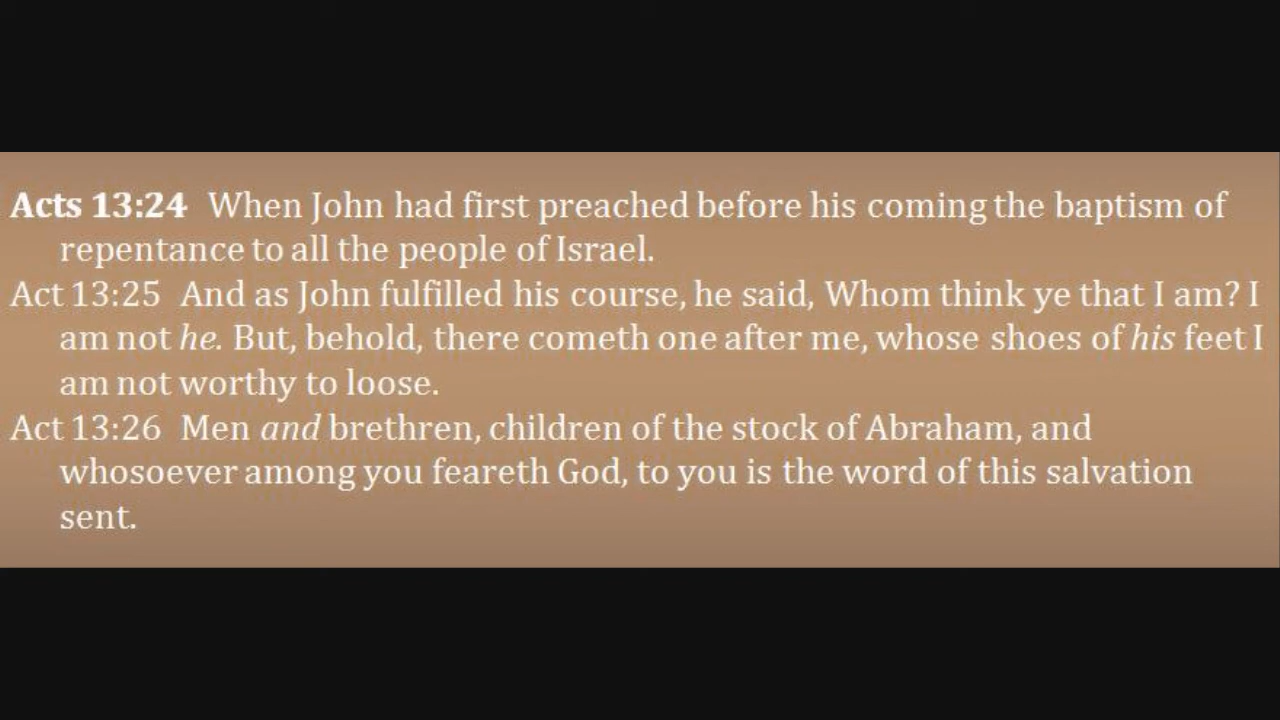 Acts 13:24 When John had first preached before his coming the baptism of
repentance to all the people of Israel.
Act 13:25 And as John fulfilled his course, he said, Whom think ye that I am? I
am not he. But, behold, there cometh one after me, whose shoes of his feet I
am not worthy to loose.
Act 13:26 Men and brethren, children of the stock of Abraham, and
whosoever among you feareth God, to you is the word of this salvation
sent.